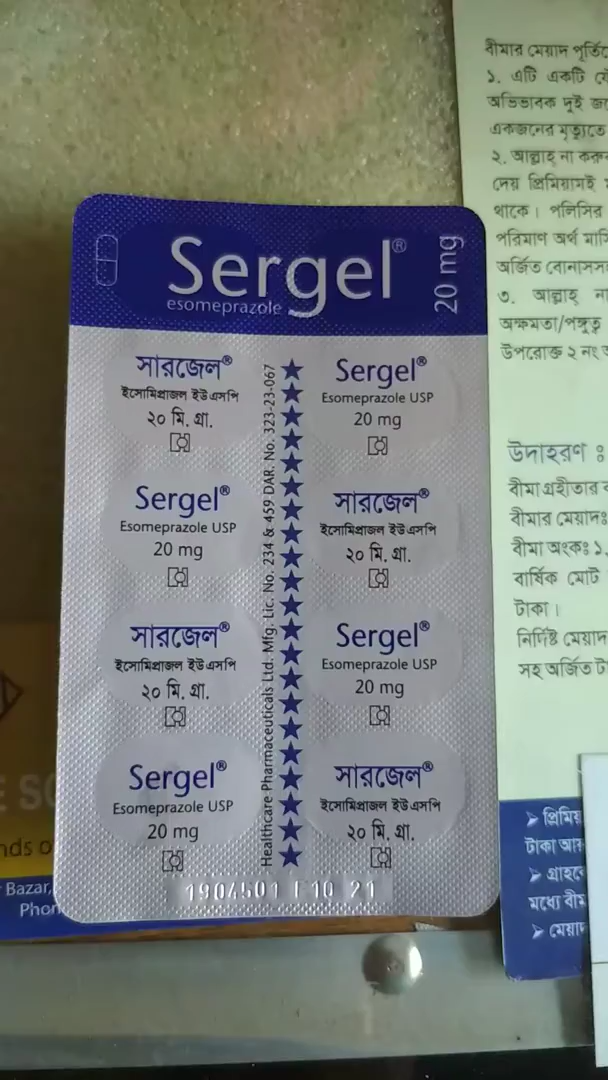 Sergel®
esomeprazole
20 mg
সারজেল®
ইসোমিপ্রাজল ইউএসপি
২০ মি. গ্রা.
Sergel®
Esomeprazole USP
20 mg
Sergel®
Esomeprazole USP
20 mg
সারজেল®
ইসোমিপ্রাজল ইউএসপি
২০ মি. গ্রা.
সারজেল®
ইসোমিপ্রাজল ইউএসপি
২০ মি. গ্রা.
Sergel®
Esomeprazole USP
20 mg
Sergel®
Esomeprazole USP
20 mg
সারজেল®
ইসোমিপ্রাজল ইউএসপি
২০ মি. গ্রা.
Healthcare Pharmaceuticals Ltd. Mfg. Lic. No. 234 & 459 DAR. No. 323-23-067
1904501 E 10 21
বীমার মেয়াদ পূর্তিতে
১. এটি একটি
অভিভাবক দুই
একজনের মৃত্যুতে
২. আল্লাহ্ না করুন
দেয় প্রিমিয়ামই
থাকে। পলিসির
পরিমাণ অর্থ
অর্জিত
৩. আল্লাহ্ না
অক্ষমতা/পঙ্গুত্ব
উপরোক্ত ২ নং
উদাহরণ ঃ
বীমা গ্রহীতার
বীমার মেয়াদঃ
বীমা অংকঃ
বার্ষিক মোট
টাকা।
নির্দিষ্ট মেয়াদ
সহ অর্জিত
➢
টাকা
➢
মধ্যে
➢
Bazar,